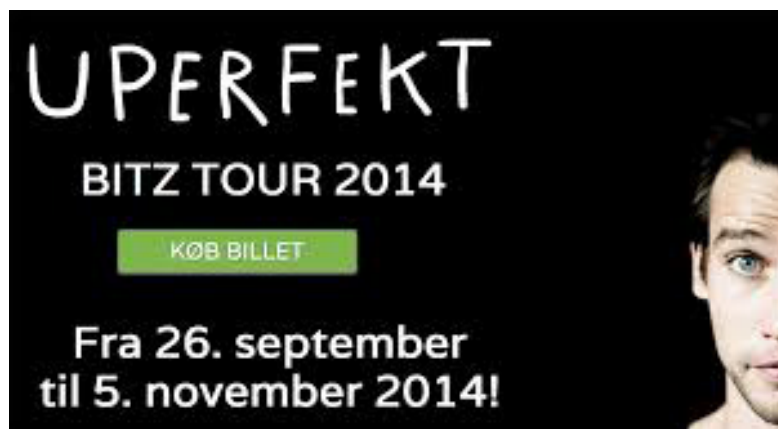 UPERFEKT
BITZ TOUR 2014
KØB BILLET
Fra 26. september
til 5. november 2014!